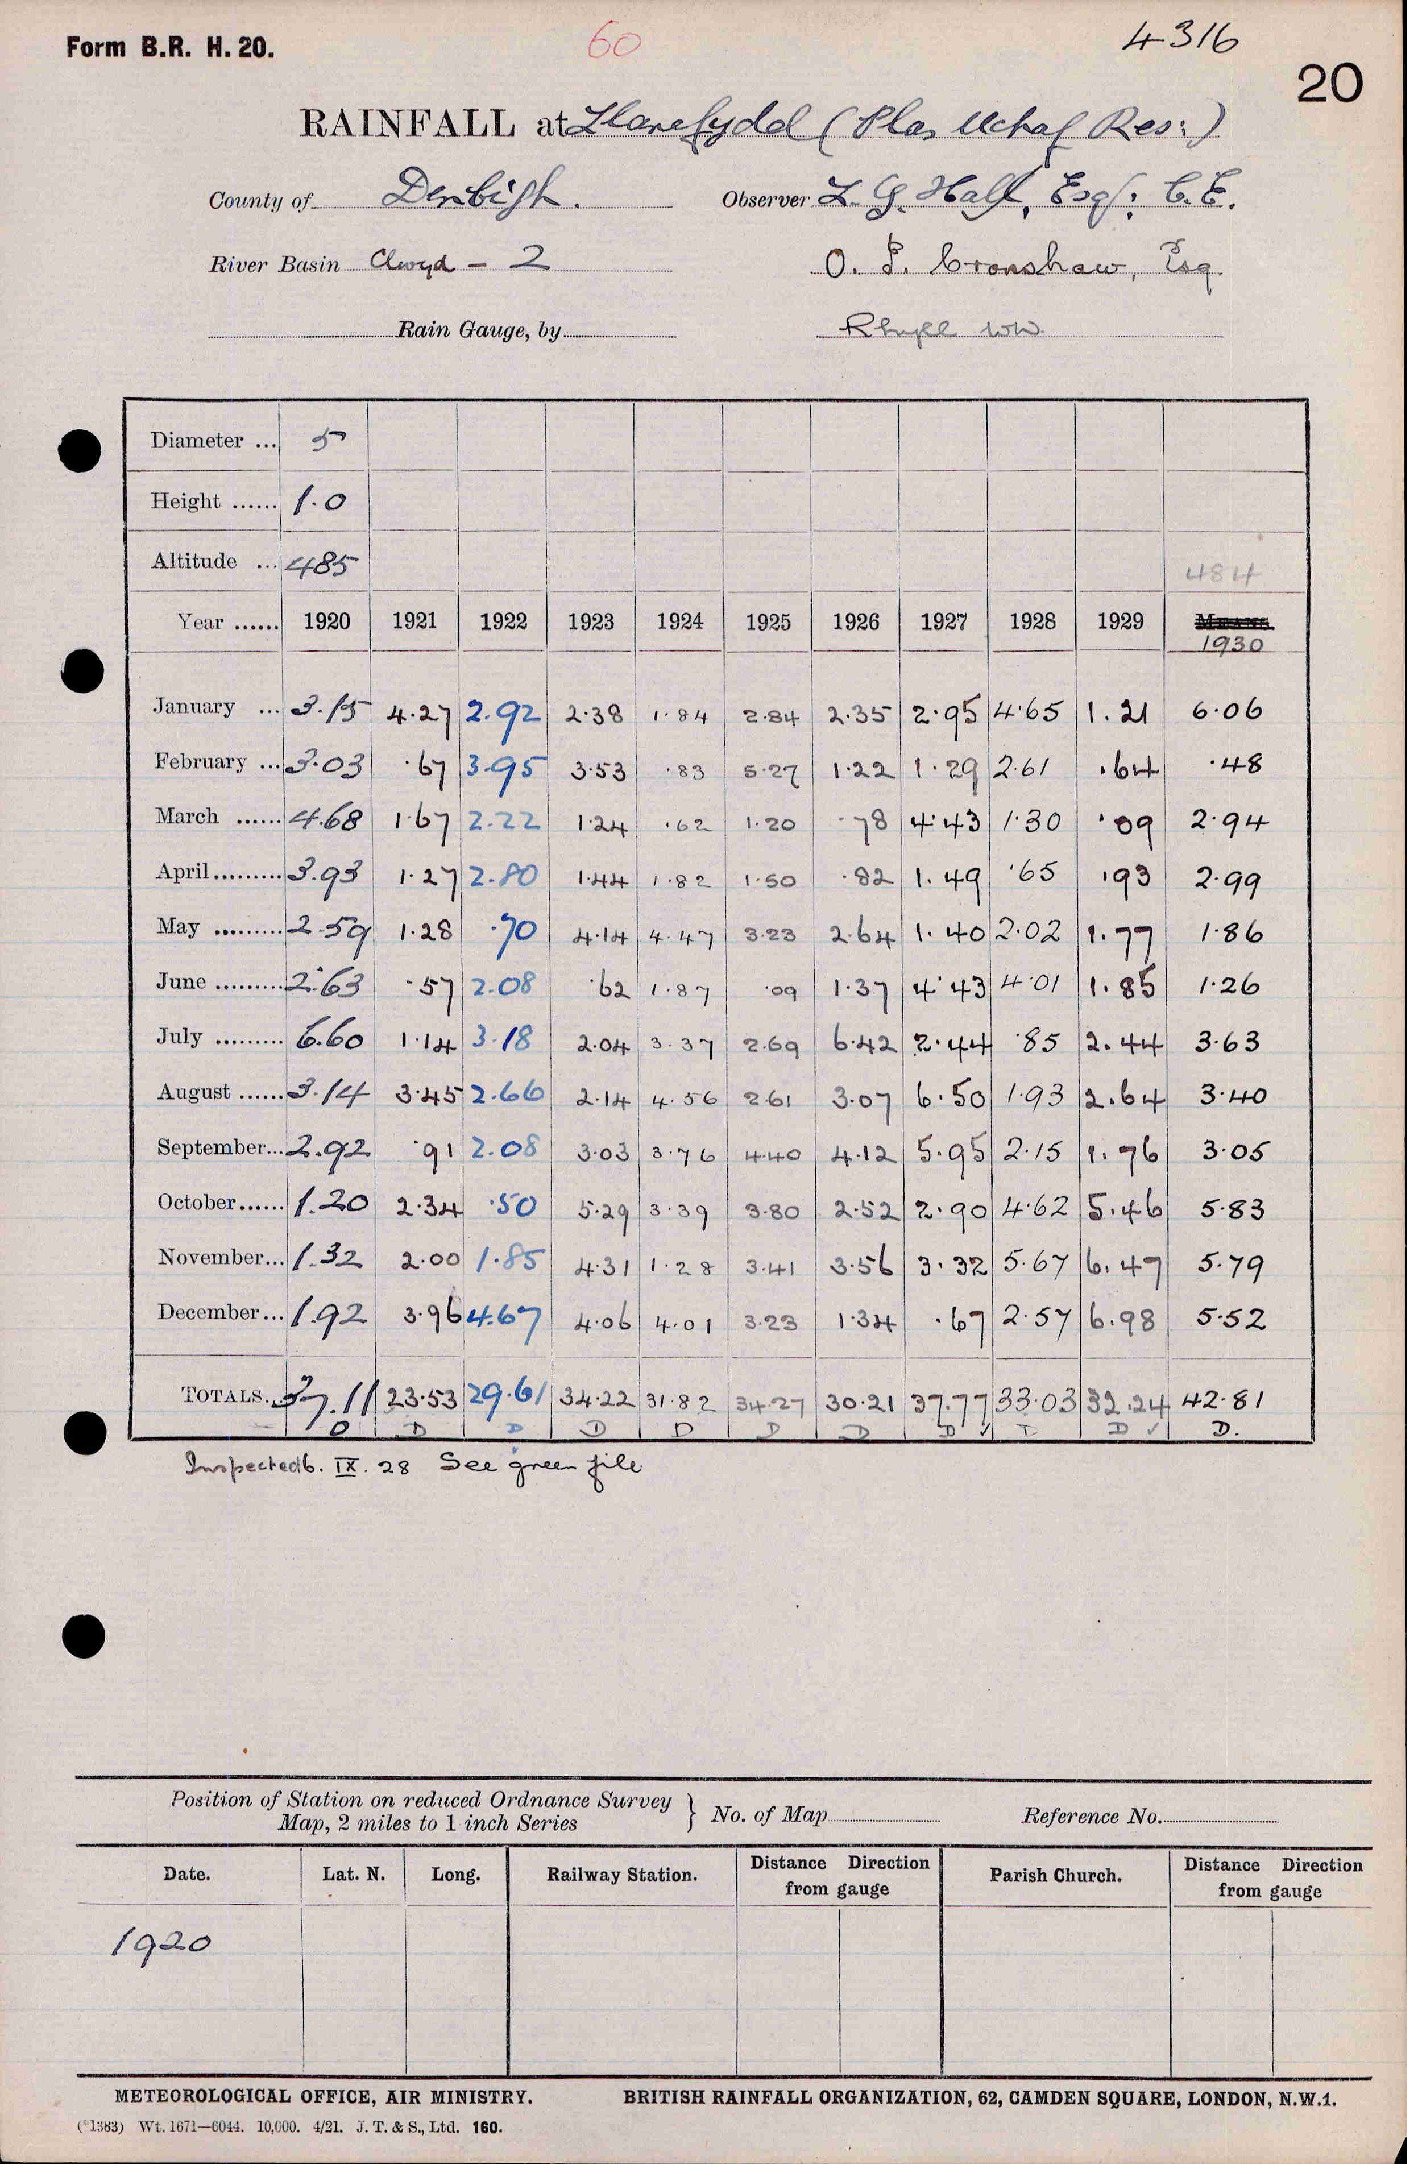 Form B.R. H. 20.
60
4316
20
RAINFALL at Llanefydd (Plas Uchaf Res:)
County of Denbigh. Observer L. G. Hall, Esq: C.E.
River Basin Clwyd - 2 O. L. Cronshaw, Esq
Rain Gauge, by Rhyll WW.
Diameter ... 5
Height ...... 1.0
Altitude ... 485 484
Year ...... 1920 1921 1922 1923 1924 1925 1926 1927 1928 1929 MEANS.
1930
January ... 3.15 4.27 2.92 2.38 1.84 2.84 2.35 2.95 4.65 1.21 6.06
February ... 3.03 .67 3.95 3.53 .83 5.27 1.22 1.29 2.61 .64 .48
March ...... 4.68 1.67 2.22 1.24 .62 1.20 .78 4.43 1.30 .09 2.94
April......... 3.93 1.27 2.80 1.44 1.82 1.50 .82 1.49 .65 .93 2.99
May ......... 2.59 1.28 .70 4.14 4.47 3.23 2.64 1.40 2.02 1.77 1.86
June ......... 2.63 .57 2.08 .62 1.87 .09 1.37 4.43 4.01 1.85 1.26
July ......... 6.60 1.14 3.18 2.04 3.37 2.69 6.42 2.44 .85 2.44 3.63
August ...... 3.14 3.45 2.66 2.14 4.56 2.61 3.07 6.50 1.93 2.64 3.40
September... 2.92 .91 2.08 3.03 3.76 4.40 4.12 5.95 2.15 1.76 3.05
October...... 1.20 2.34 .50 5.29 3.39 3.80 2.52 2.90 4.62 5.46 5.83
November... 1.32 2.00 1.85 4.31 1.28 3.41 3.56 3.32 5.67 6.47 5.79
December... 1.92 3.96 4.67 4.06 4.01 3.23 1.34 .67 2.57 6.98 5.52
TOTALS... 37.11 23.53 29.61 34.22 31.82 34.27 30.21 37.77 33.03 32.24 42.81
D D D D D D D D ✓ D ✓ D.
Inspected 6. IX. 28 See green file
Position of Station on reduced Ordnance Survey
Map, 2 miles to 1 inch Series } No. of Map Reference No.
Date. Lat. N. Long. Railway Station. Distance Direction from gauge Parish Church. Distance Direction from gauge
1920
METEOROLOGICAL OFFICE, AIR MINISTRY. BRITISH RAINFALL ORGANIZATION, 62, CAMDEN SQUARE, LONDON, N.W.1.
(*1383) Wt. 1671—6044. 10,000. 4/21. J. T. & S., Ltd. 160.